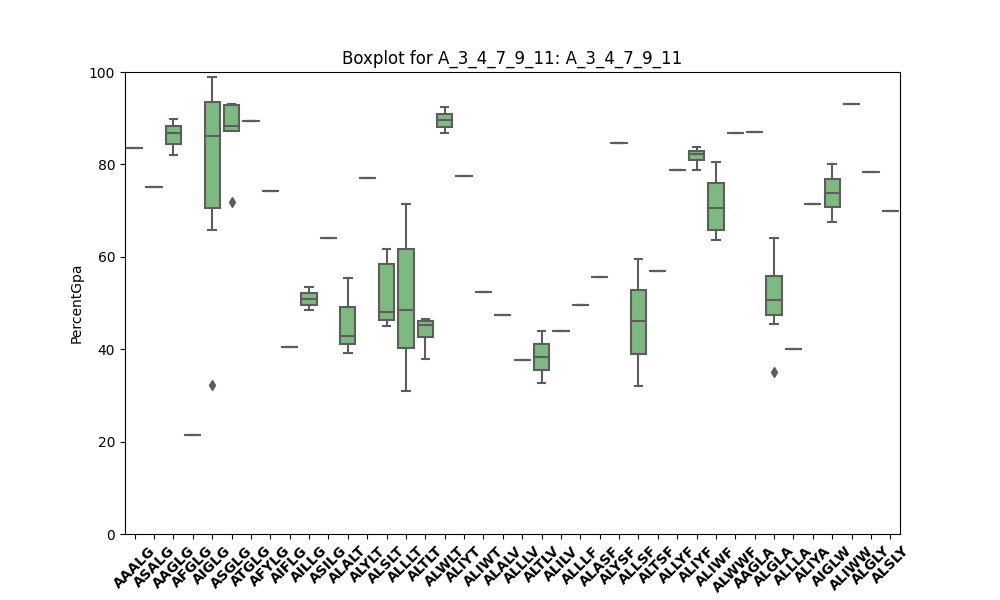 Boxplot for A_3_4_7_9_11: A_3_4_7_9_11
PercentGpa
100
80
60
40
20
0
AAALG
ASALG
AAGLG
AFGLG
AIGLG
ASGLG
ATGLG
AFYLG
AIFLG
AILLG
ASILG
ALALT
ALYLT
ALSLT
ALLLT
ALTLT
ALWLT
ALIYT
ALIWT
ALALV
ALLLV
ALTLV
ALILV
ALLLF
ALASF
ALYSF
ALLSF
ALTSF
ALLYF
ALIYF
ALIWF
ALWWF
AAGLA
ALGLA
ALLLA
ALIYA
AIGLW
ALIWW
ALGLY
ALSLY